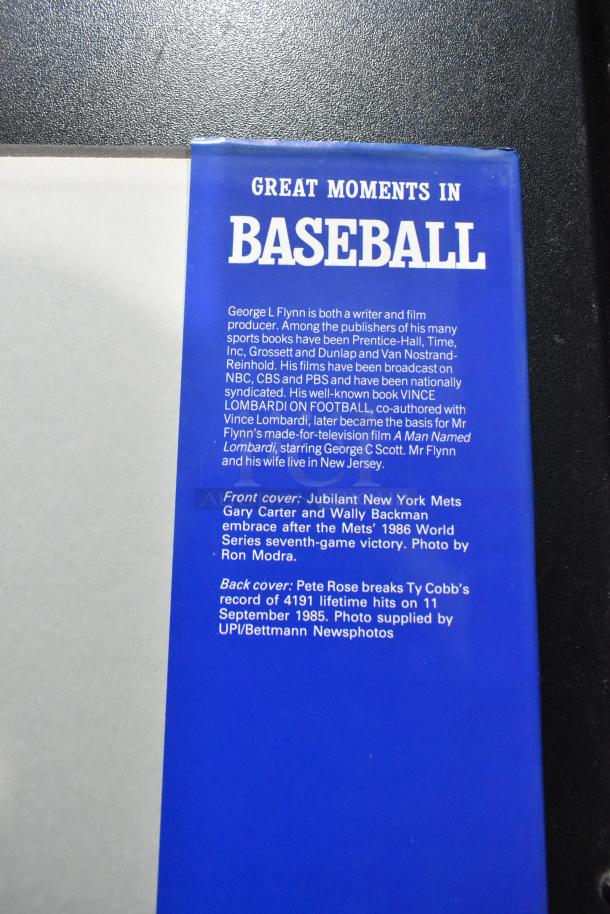 GREAT MOMENTS IN
BASEBALL
George L Flynn is both a writer and film
producer. Among the publishers of his many
sports books have been Prentice-Hall, Time,
Inc, Grossett and Dunlap and Van Nostrand-
Reinhold. His films have been broadcast on
NBC, CBS and PBS and have been nationally
syndicated. His well-known book VINCE
LOMBARDI ON FOOTBALL, co-authored with
Vince Lombardi, later became the basis for Mr
Flynn's made-for-television film A Man Named
Lombardi, starring George C Scott. Mr Flynn
and his wife live in New Jersey.
Front cover: Jubilant New York Mets
Gary Carter and Wally Backman
embrace after the Mets' 1986 World
Series seventh-game victory. Photo by
Ron Modra.
Back cover: Pete Rose breaks Ty Cobb's
record of 4191 lifetime hits on 11
September 1985. Photo supplied by
UPI/Bettmann Newsphotos